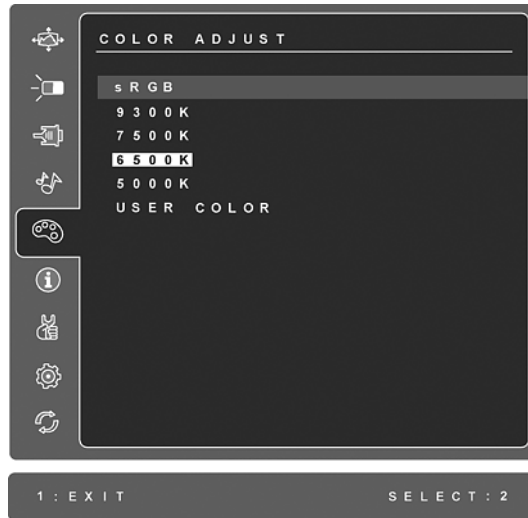 COLOR ADJUST
sRGB
9300K
7500K
6500K
5000K
USER COLOR
1:EXIT SELECT:2